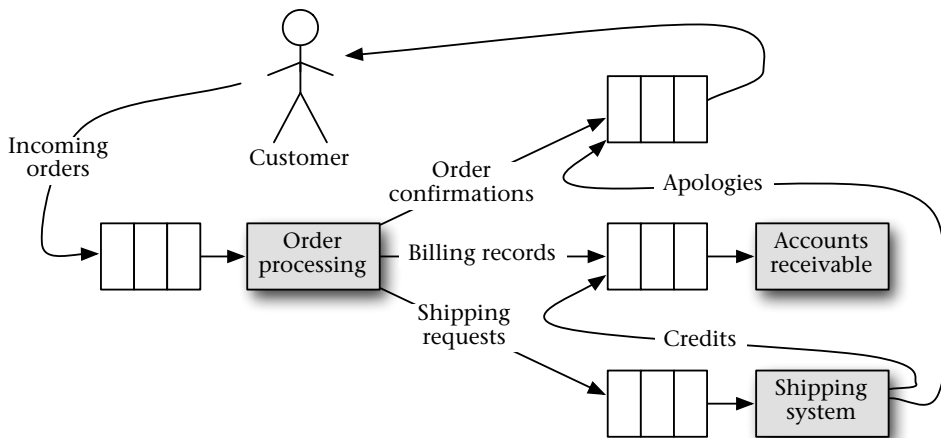 Customer
Incoming
orders
Order
confirmations
Apologies
Order
processing
Billing records
Accounts
receivable
Shipping
requests
Credits
Shipping
system